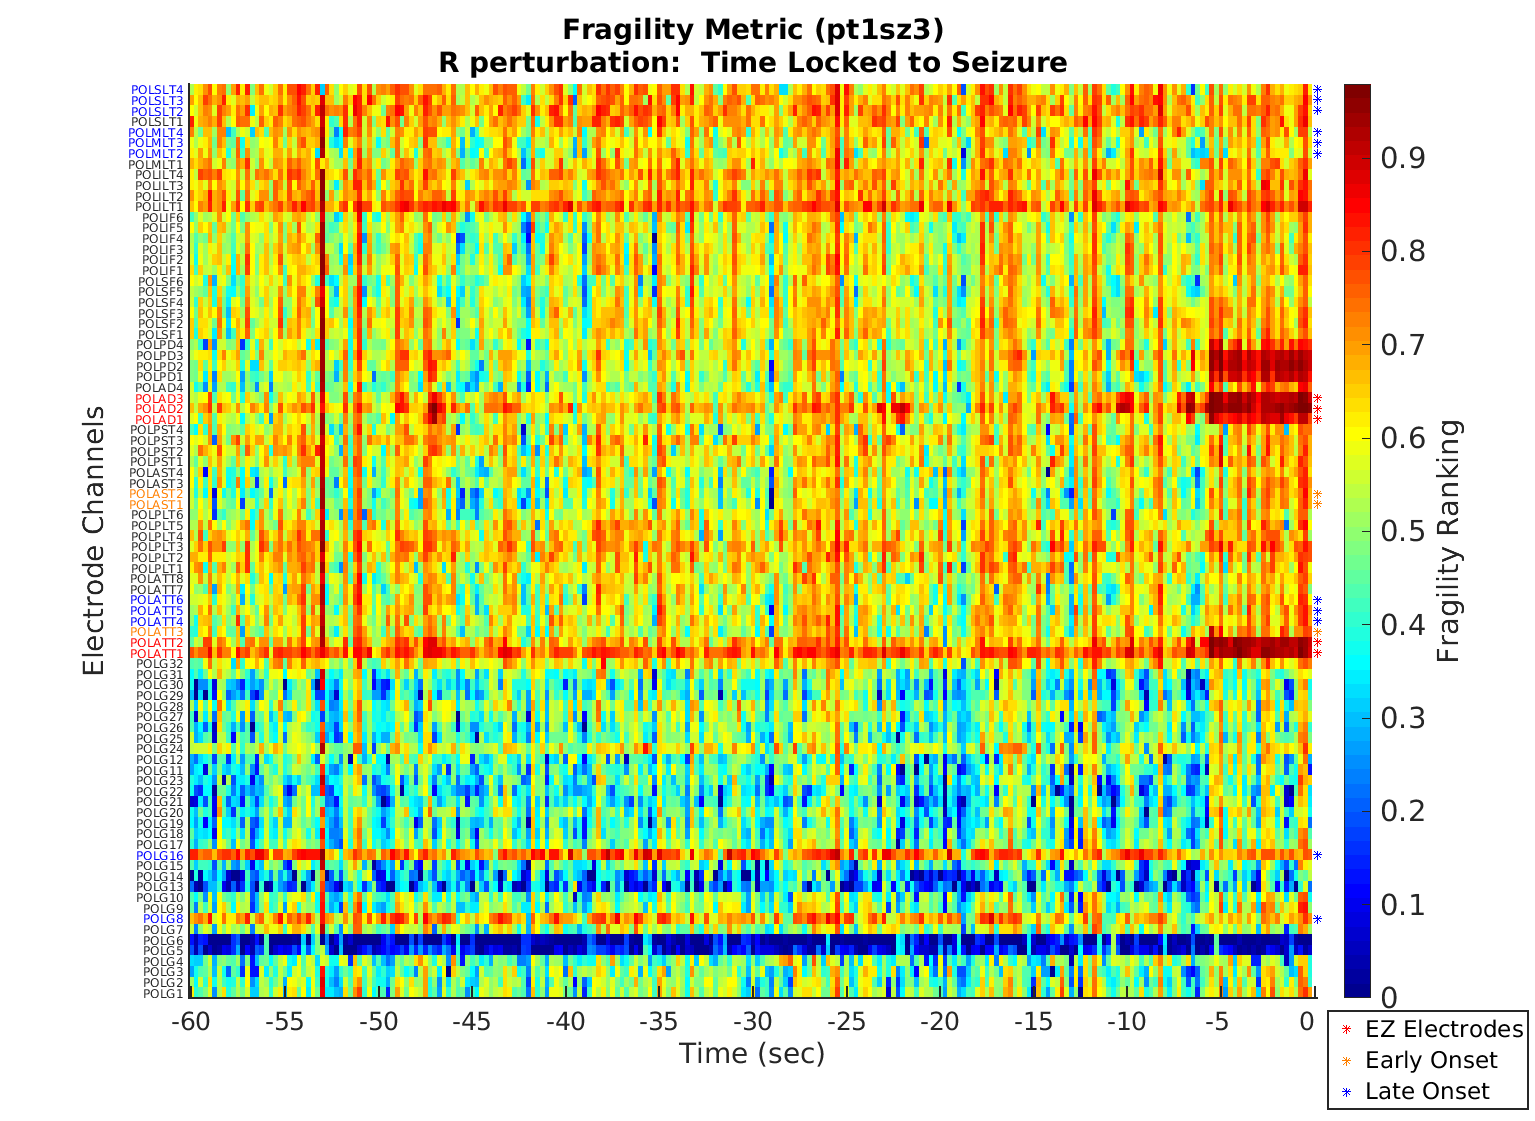 Fragility Metric (pt1sz3)
R perturbation:  Time Locked to Seizure
Electrode Channels
POLSLT4
POLSLT3
POLSLT2
POLSLT1
POLMLT4
POLMLT3
POLMLT2
POLMLT1
POLILT4
POLILT3
POLILT2
POLILT1
POLIF6
POLIF5
POLIF4
POLIF3
POLIF2
POLIF1
POLSF6
POLSF5
POLSF4
POLSF3
POLSF2
POLSF1
POLPD4
POLPD3
POLPD2
POLPD1
POLAD4
POLAD3
POLAD2
POLAD1
POLPST4
POLPST3
POLPST2
POLPST1
POLAST4
POLAST3
POLAST2
POLAST1
POLPLT6
POLPLT5
POLPLT4
POLPLT3
POLPLT2
POLPLT1
POLATT8
POLATT7
POLATT6
POLATT5
POLATT4
POLATT3
POLATT2
POLATT1
POLG32
POLG31
POLG30
POLG29
POLG28
POLG27
POLG26
POLG25
POLG24
POLG12
POLG11
POLG23
POLG22
POLG21
POLG20
POLG19
POLG18
POLG17
POLG16
POLG15
POLG14
POLG13
POLG10
POLG9
POLG8
POLG7
POLG6
POLG5
POLG4
POLG3
POLG2
POLG1
-60 -55 -50 -45 -40 -35 -30 -25 -20 -15 -10 -5 0
Time (sec)
0.9
0.8
0.7
0.6
0.5
0.4
0.3
0.2
0.1
0
Fragility Ranking
EZ Electrodes
Early Onset
Late Onset